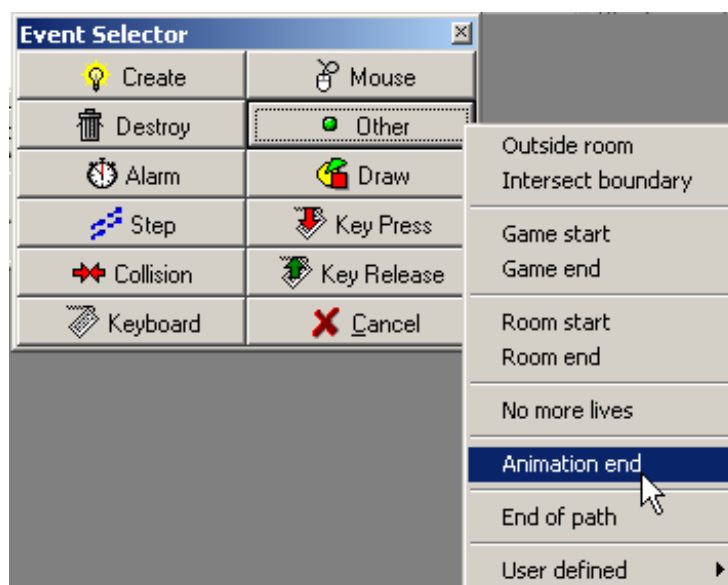 Event Selector
Create
Mouse
Destroy
Other
Alarm
Draw
Step
Key Press
Collision
Key Release
Keyboard
Cancel
Outside room
Intersect boundary
Game start
Game end
Room start
Room end
No more lives
Animation end
End of path
User defined